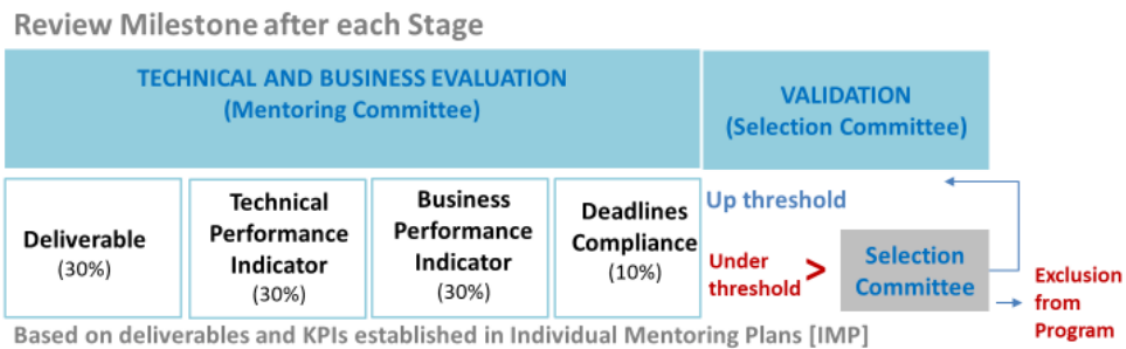 Review Milestone after each Stage
TECHNICAL AND BUSINESS EVALUATION
(Mentoring Committee)
VALIDATION
(Selection Committee)
Deliverable
(30%)
Technical
Performance
Indicator
(30%)
Business
Performance
Indicator
(30%)
Deadlines
Compliance
(10%)
Up threshold
Under
threshold
>
Selection
Committee
Exclusion
from
Program
Based on deliverables and KPIs established in Individual Mentoring Plans [IMP]